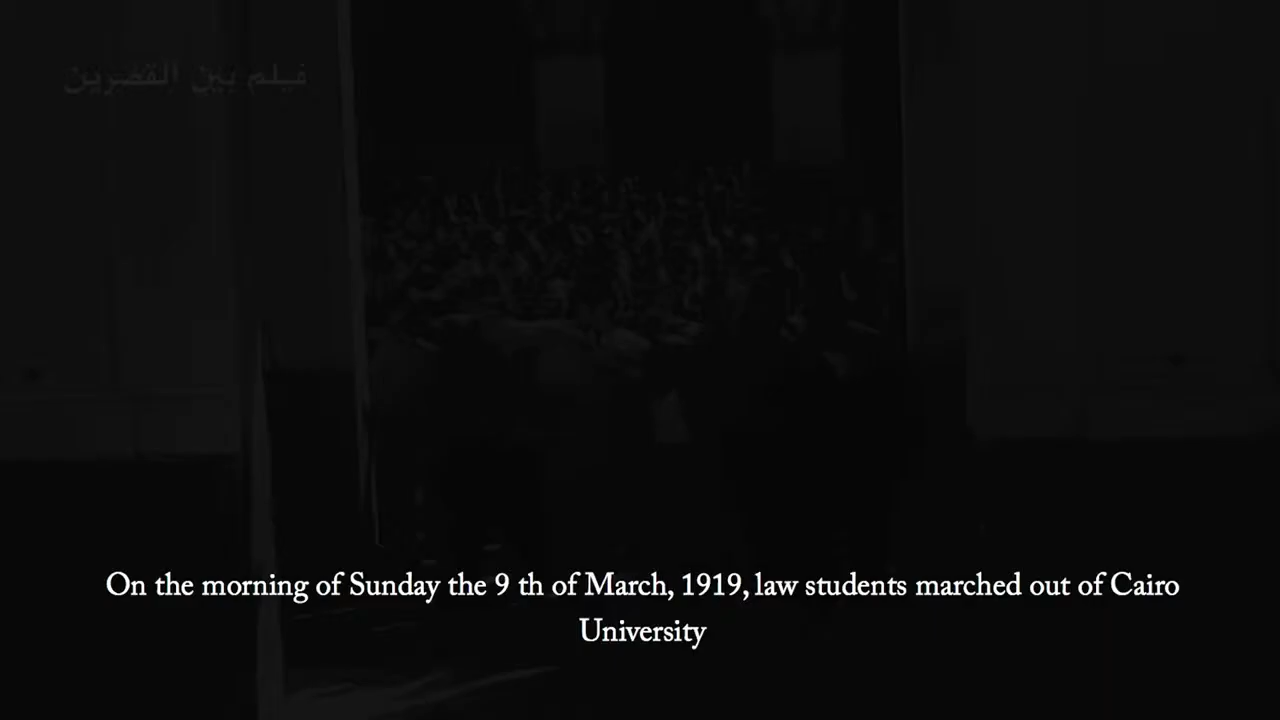 فيلم بين القصرين
On the morning of Sunday the 9 th of March, 1919, law students marched out of Cairo
University